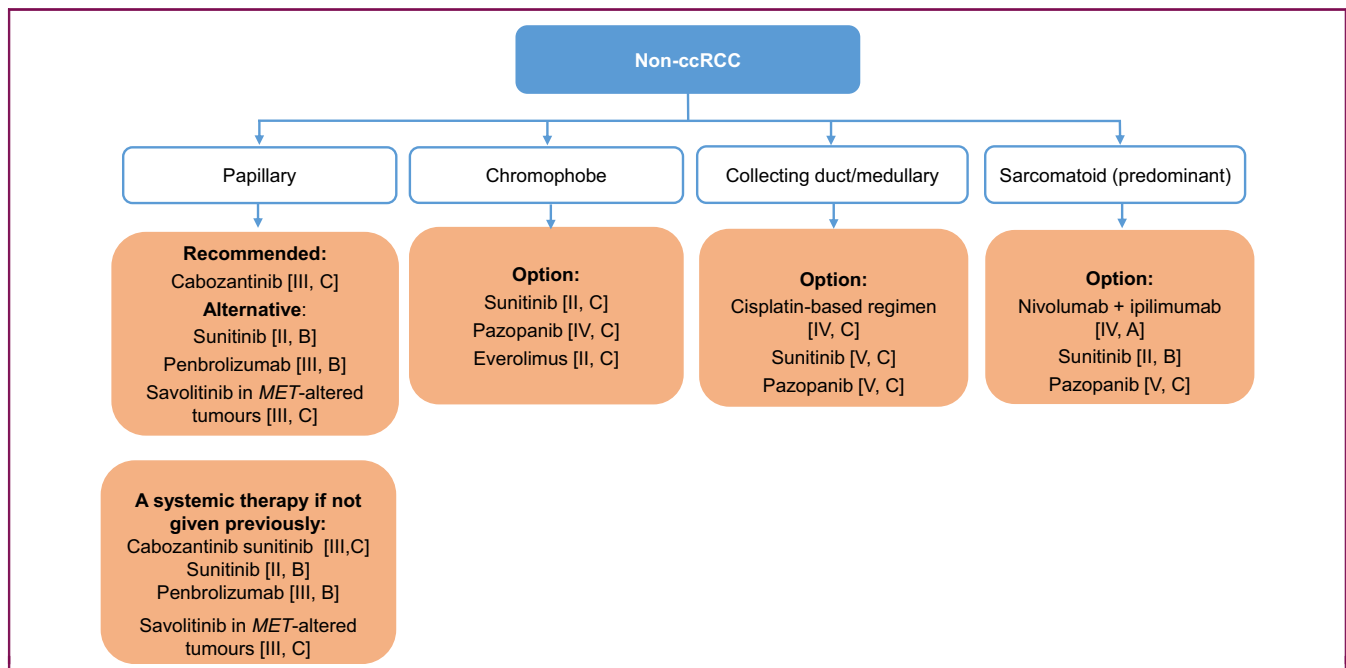 Non-ccRCC
Papillary
Chromophobe
Collecting duct/medullary
Sarcomatoid (predominant)
Recommended:
Cabozantinib [III, C]
Alternative:
Sunitinib [II, B]
Penbrolizumab [III, B]
Savolitinib in MET-altered
tumours [III, C]
Option:
Sunitinib [II, C]
Pazopanib [IV, C]
Everolimus [II, C]
Option:
Cisplatin-based regimen
[IV, C]
Sunitinib [V, C]
Pazopanib [V, C]
Option:
Nivolumab + ipilimumab
[IV, A]
Sunitinib [II, B]
Pazopanib [V, C]
A systemic therapy if not
given previously:
Cabozantinib sunitinib [III,C]
Sunitinib [II, B]
Penbrolizumab [III, B]
Savolitinib in MET-altered
tumours [III, C]